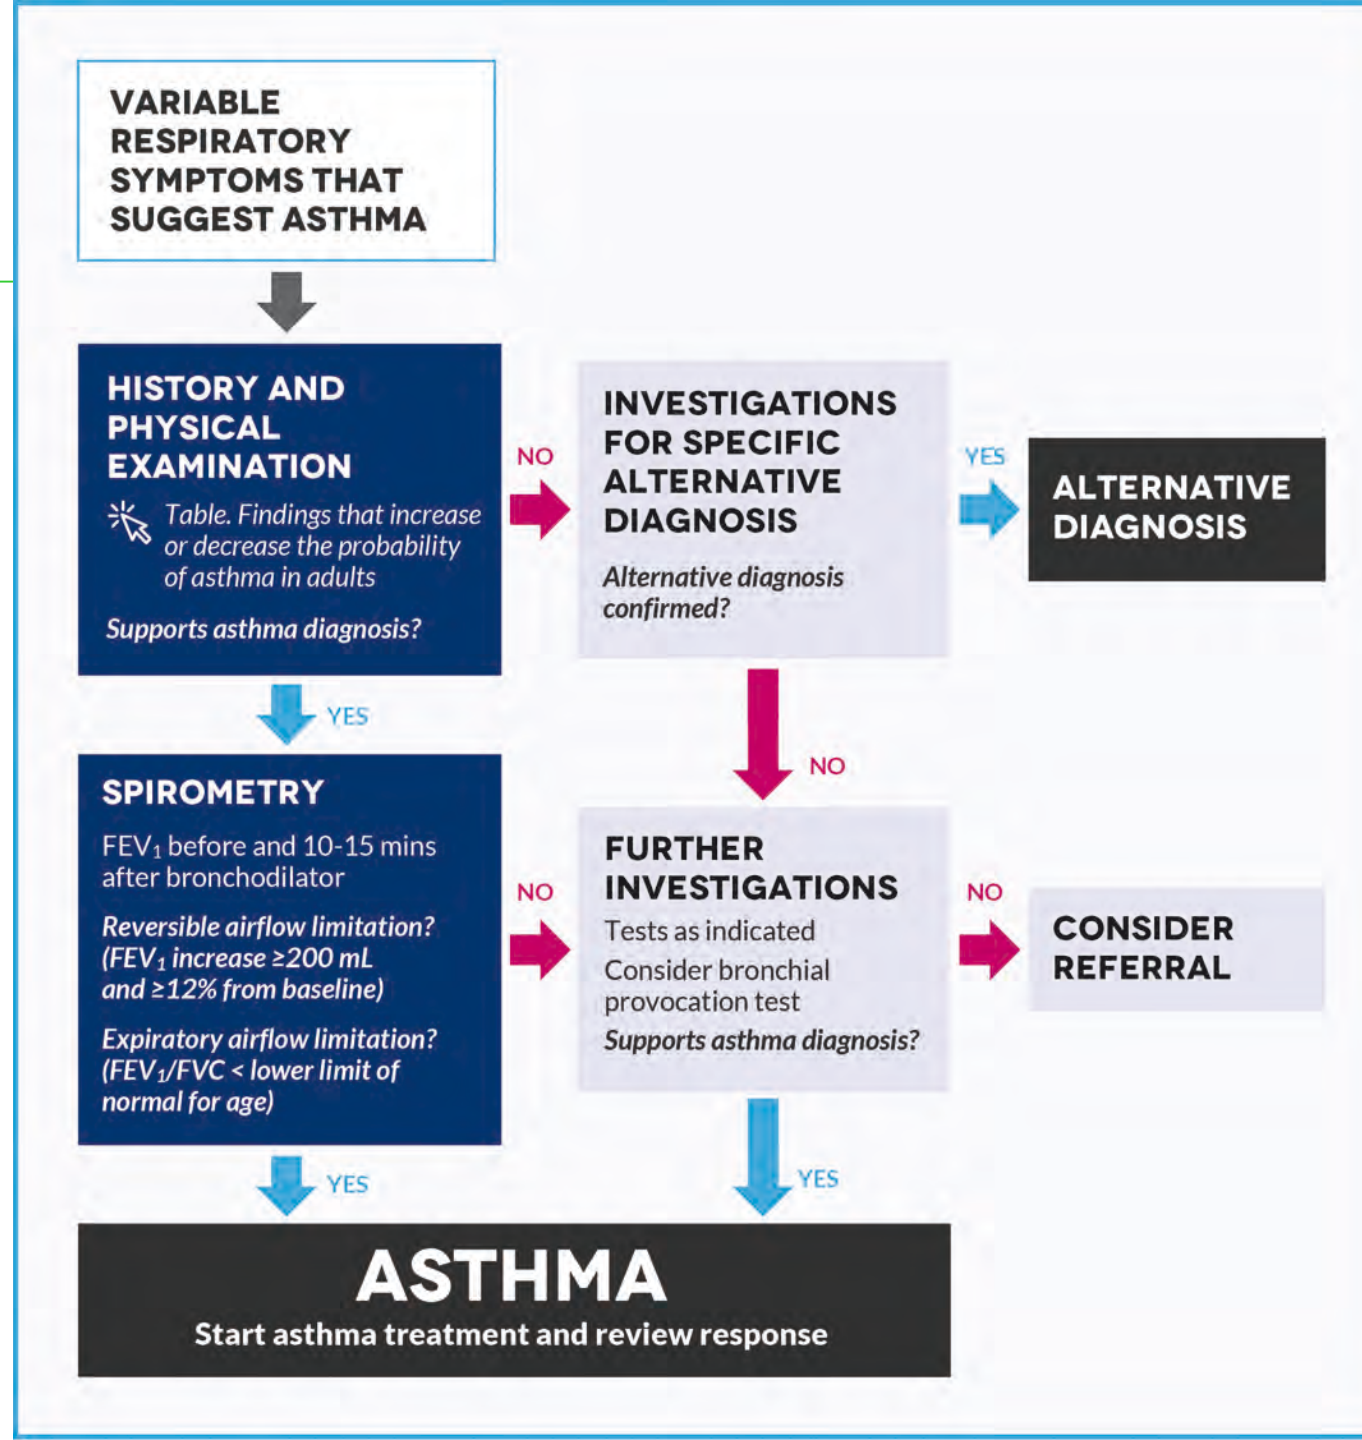 VARIABLE
RESPIRATORY
SYMPTOMS THAT
SUGGEST ASTHMA
HISTORY AND
PHYSICAL
EXAMINATION
Table. Findings that increase
or decrease the probability
of asthma in adults
Supports asthma diagnosis?
NO
INVESTIGATIONS
FOR SPECIFIC
ALTERNATIVE
DIAGNOSIS
Alternative diagnosis
confirmed?
YES
ALTERNATIVE
DIAGNOSIS
YES
NO
SPIROMETRY
FEV₁ before and 10-15 mins
after bronchodilator
Reversible airflow limitation?
(FEV₁ increase ≥200 mL
and ≥12% from baseline)
Expiratory airflow limitation?
(FEV₁/FVC < lower limit of
normal for age)
NO
FURTHER
INVESTIGATIONS
Tests as indicated
Consider bronchial
provocation test
Supports asthma diagnosis?
NO
CONSIDER
REFERRAL
YES
YES
ASTHMA
Start asthma treatment and review response